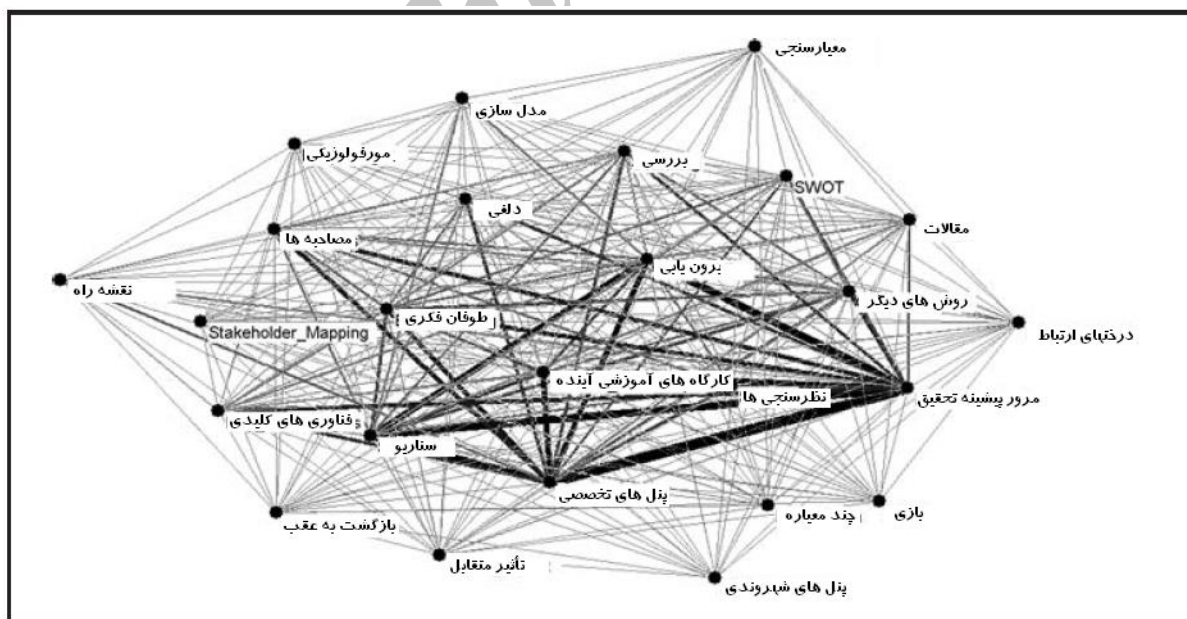 معیارسنجی
مدل سازی
مورفولوژیکی
بررسی
SWOT
دلفی
مقالات
مصاحبه ها
برون یابی
نقشه راه
روش های دیگر
طوفان فکری
Stakeholder_Mapping
درختهای ارتباط
کارگاه های آموزشی آینده
نظرسنجی ها
مرور پیشینه تحقیق
فناوری های کلیدی
سناریو
پنل های تخصصی
بازی
چند معیاره
بازگشت به عقب
تأثیر متقابل
پنل های شهروندی